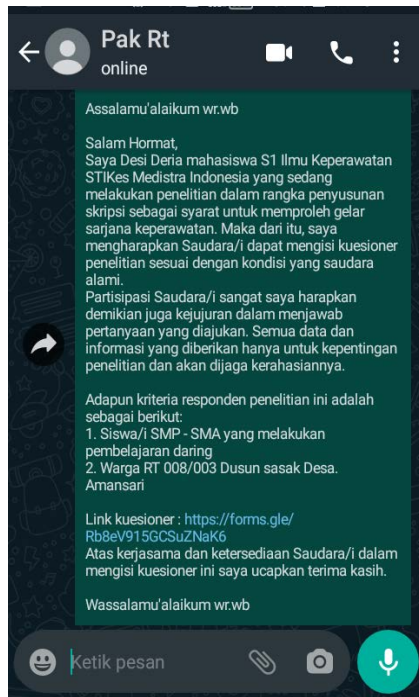 Pak Rt
online
Assalamu'alaikum wr.wb
Salam Hormat,
Saya Desi Deria mahasiswa S1 Ilmu Keperawatan
STIKes Medistra Indonesia yang sedang
melakukan penelitian dalam rangka penyusunan
skripsi sebagai syarat untuk memproleh gelar
sarjana keperawatan. Maka dari itu, saya
mengharapkan Saudara/i dapat mengisi kuesioner
penelitian sesuai dengan kondisi yang saudara
alami.
Partisipasi Saudara/i sangat saya harapkan
demikian juga kejujuran dalam menjawab
pertanyaan yang diajukan. Semua data dan
informasi yang diberikan hanya untuk kepentingan
penelitian dan akan dijaga kerahasiannya.
Adapun kriteria responden penelitian ini adalah
sebagai berikut:
1. Siswa/i SMP - SMA yang melakukan
pembelajaran daring
2. Warga RT 008/003 Dusun sasak Desa.
Amansari
Link kuesioner : https://forms.gle/
Rb8eV915GCSuZNaK6
Atas kerjasama dan ketersediaan Saudara/i dalam
mengisi kuesioner ini saya ucapkan terima kasih.
Wassalamu'alaikum wr.wb
Ketik pesan